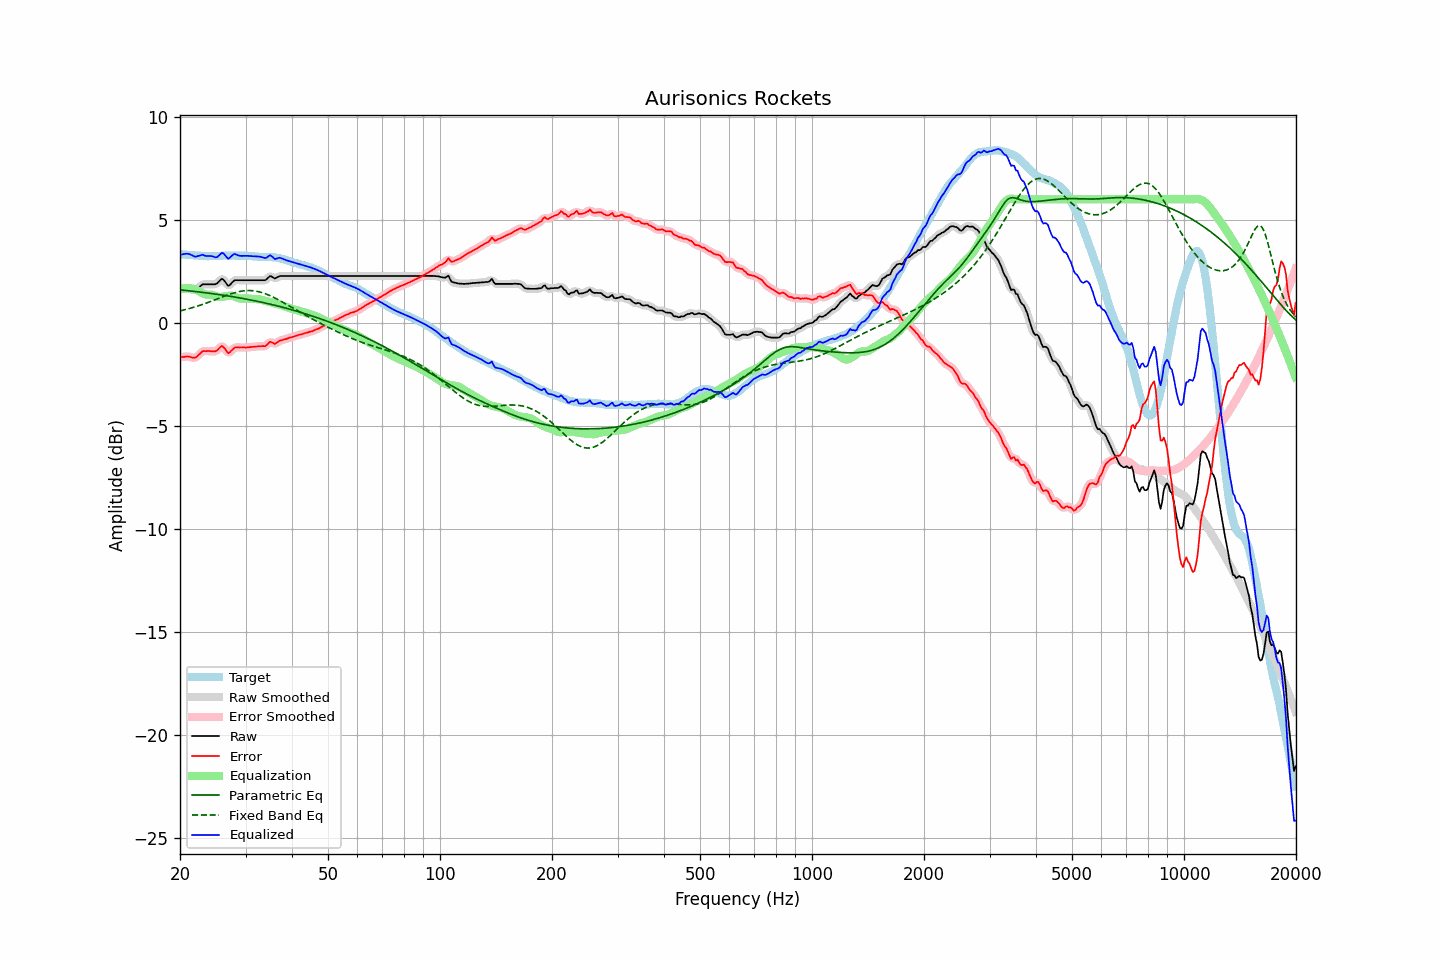 Aurisonics Rockets
Amplitude (dBr)
10
5
0
−5
−10
−15
−20
−25
Target
Raw Smoothed
Error Smoothed
Raw
Error
Equalization
Parametric Eq
Fixed Band Eq
Equalized
20 50 100 200 500 1000 2000 5000 10000 20000
Frequency (Hz)